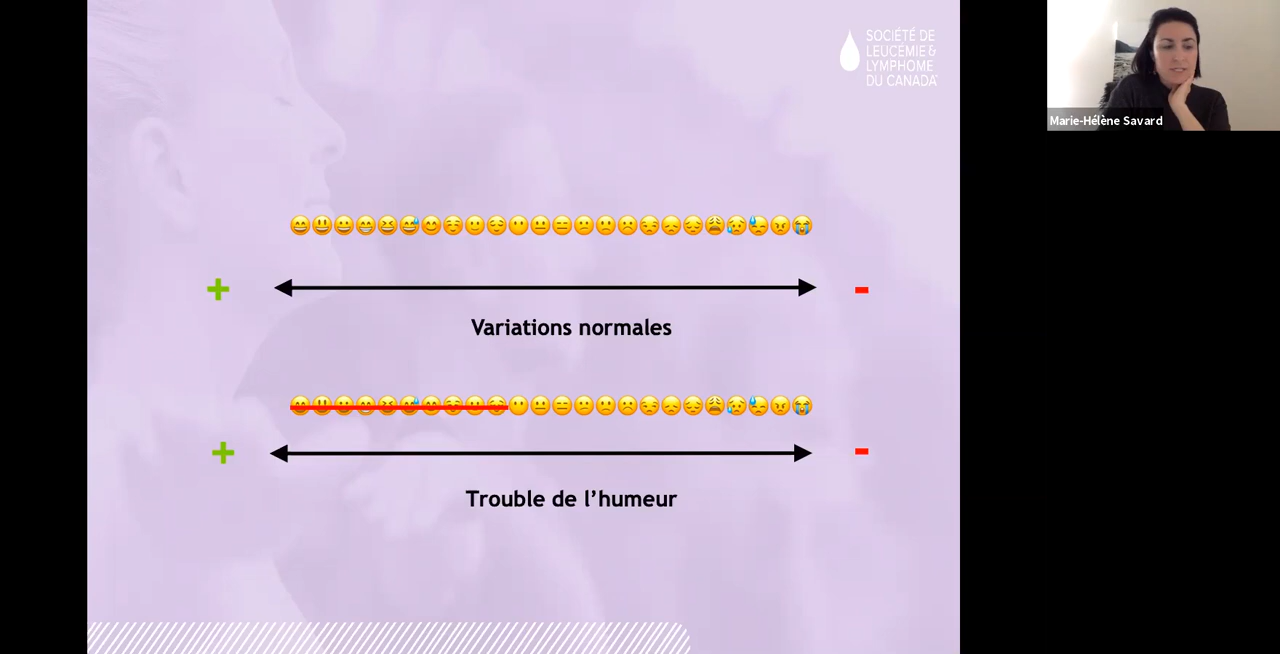 SOCIÉTÉ DE
LEUCÉMIE &
LYMPHOME
DU CANADA
Marie-Hélène Savard
+ -
Variations normales
+ -
Trouble de l'humeur